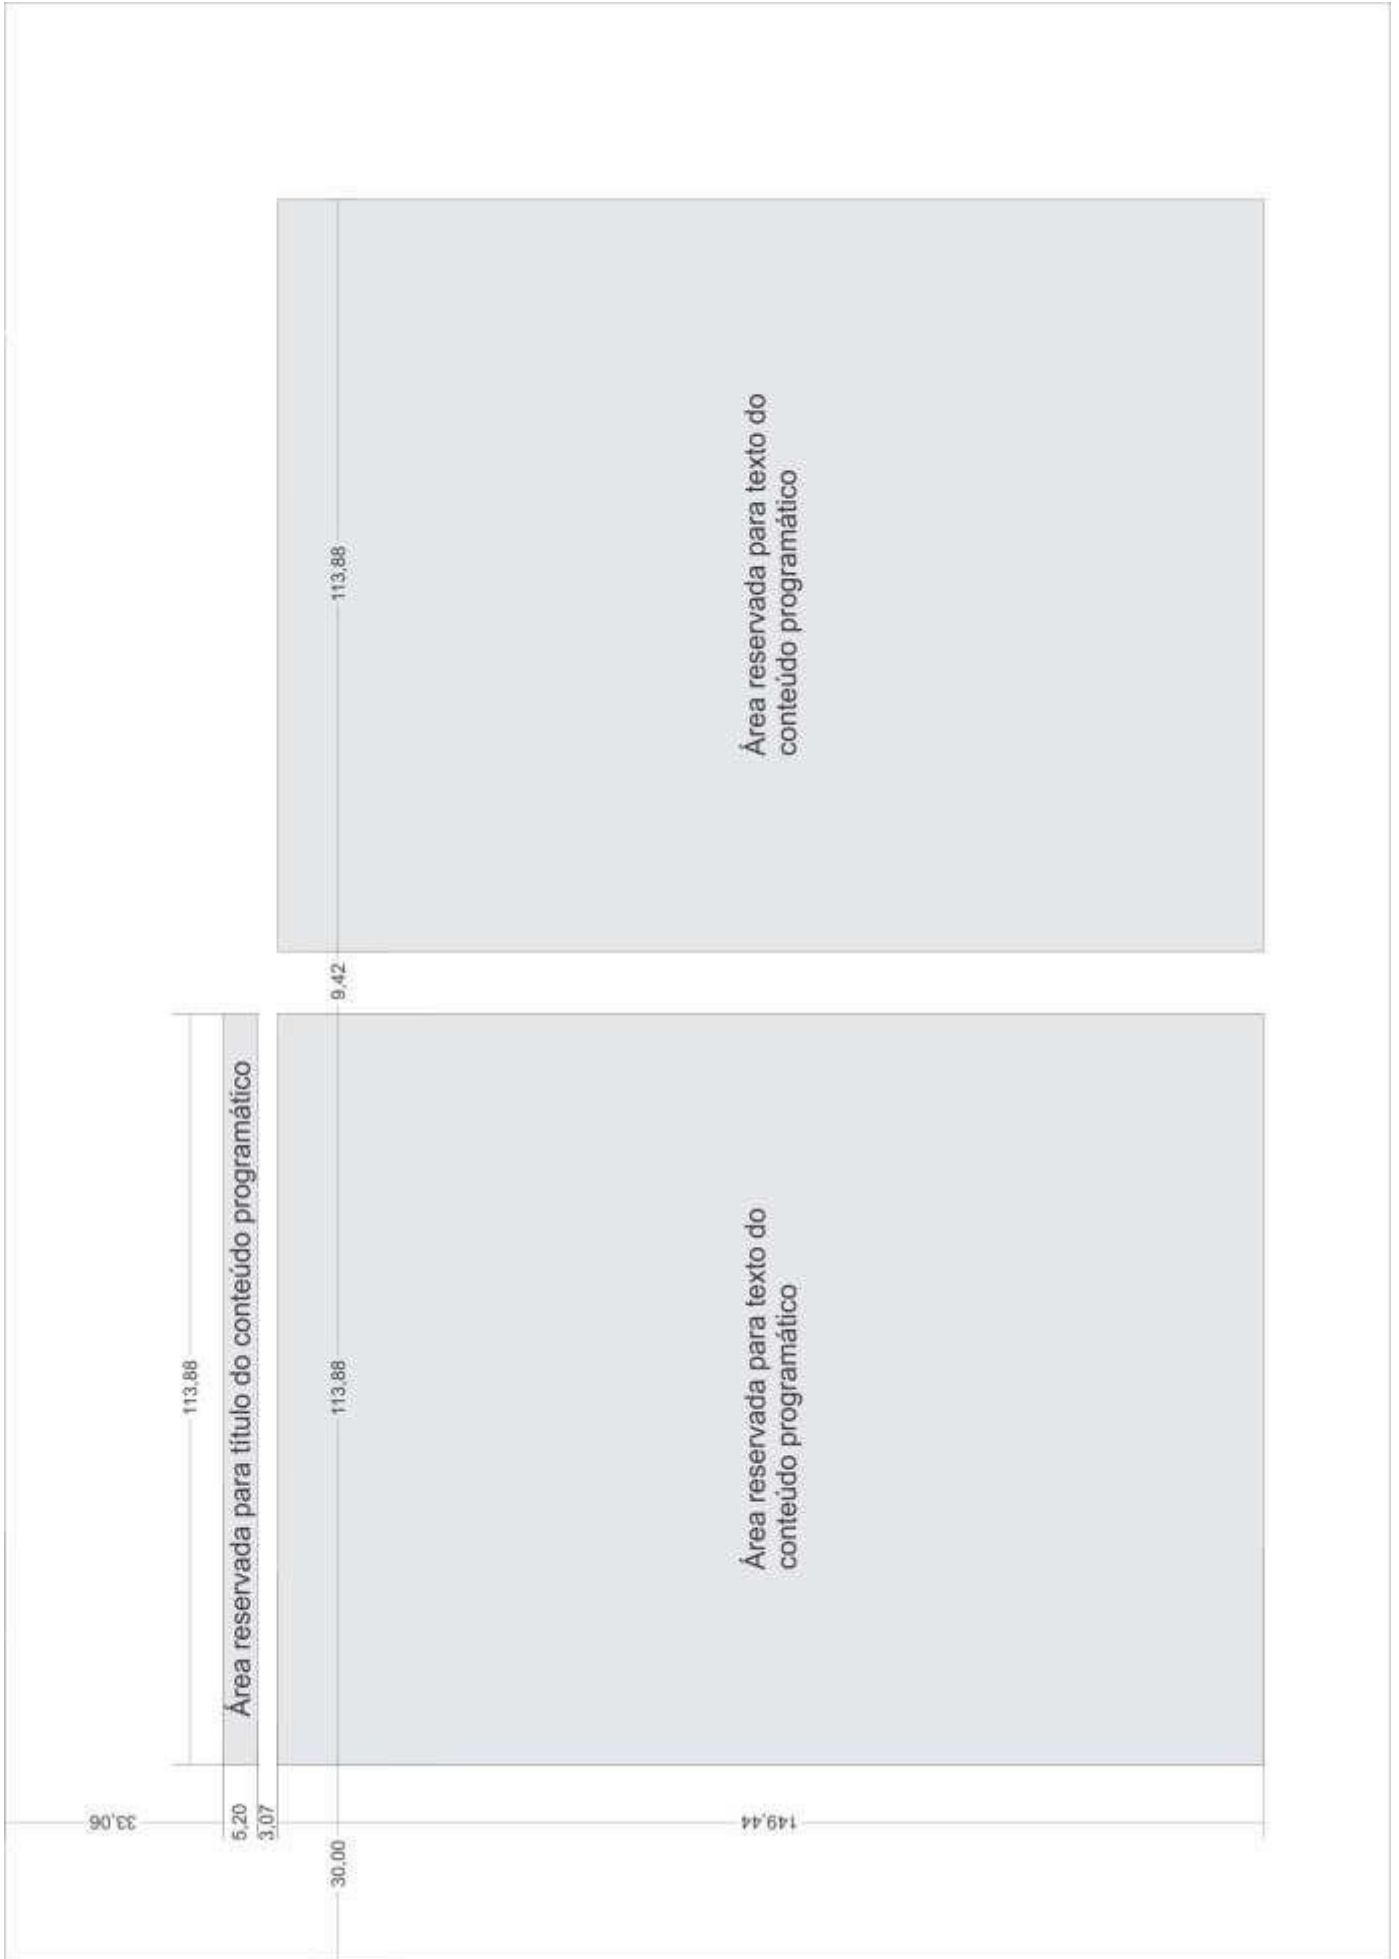 33,06
113,88
5,20
Área reservada para título do conteúdo programático
3,07
30,00
113,88
9,42
113,88
149,44
Área reservada para texto do
conteúdo programático
Área reservada para texto do
conteúdo programático